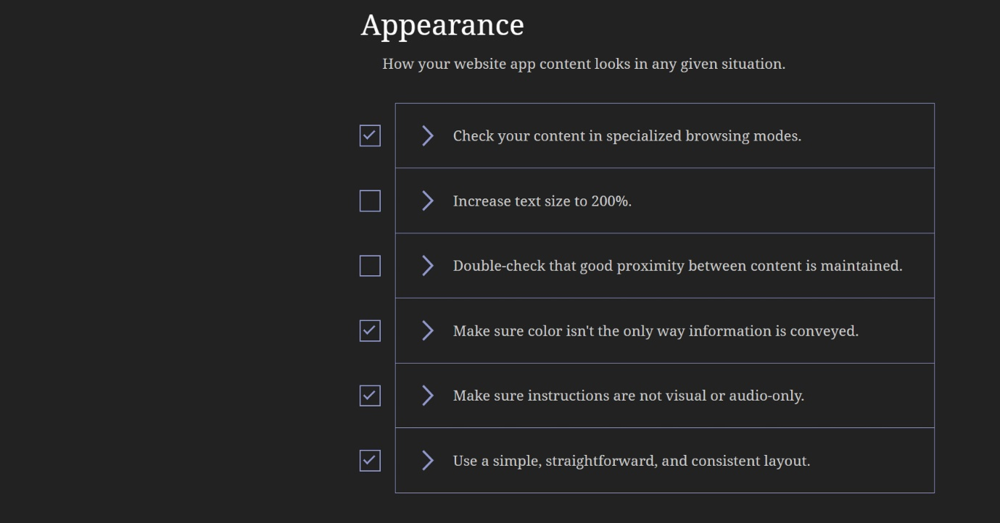 Appearance
How your website app content looks in any given situation.
Check your content in specialized browsing modes.
Increase text size to 200%.
Double-check that good proximity between content is maintained.
Make sure color isn't the only way information is conveyed.
Make sure instructions are not visual or audio-only.
Use a simple, straightforward, and consistent layout.